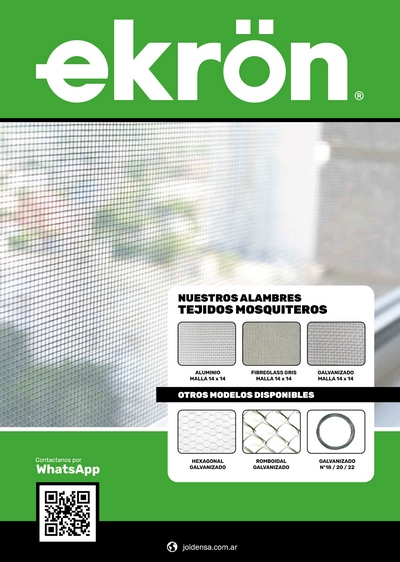 ekrön
®
NUESTROS ALAMBRES
TEJIDOS MOSQUITEROS
ALUMINIO
MALLA 14 x 14
FIBREGLASS GRIS
MALLA 14 x 14
GALVANIZADO
MALLA 14 x 14
OTROS MODELOS DISPONIBLES
HEXAGONAL
GALVANIZADO
ROMBOIDAL
GALVANIZADO
GALVANIZADO
N°18 / 20 / 22
Contactanos por
WhatsApp
joldensa.com.ar